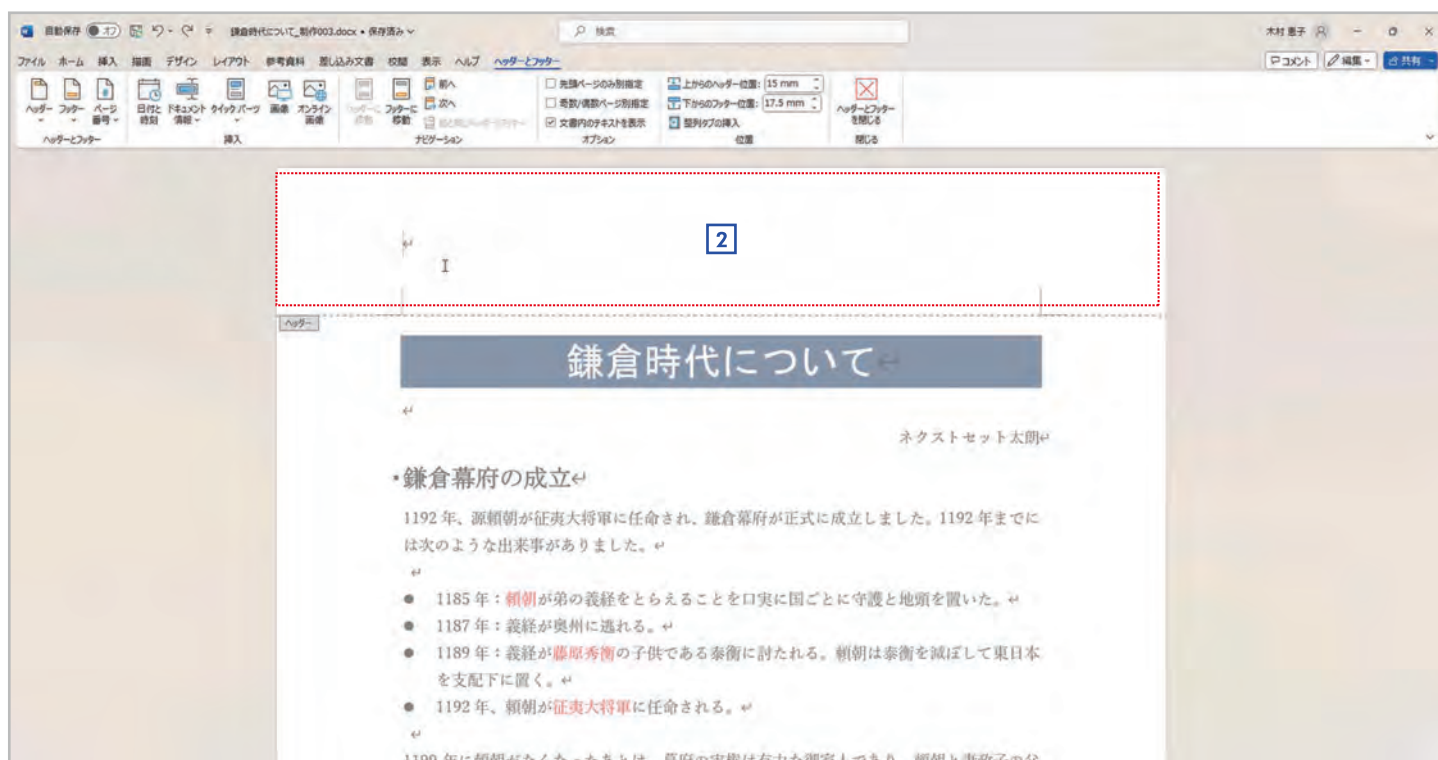 自動保存 オフ 鎌倉時代について_制作003.docx • 保存済み 検索 木村 恵子
ファイル ホーム 挿入 描画 デザイン レイアウト 参考資料 差し込み文書 校閲 表示 ヘルプ ヘッダーとフッター コメント 編集 共有
ヘッダー フッター ページ番号 日付と時刻 ドキュメント情報 クイック パーツ 画像 オンライン画像 ヘッダーに移動 フッターに移動
前へ
次へ
先頭ページのみ別指定
奇数/偶数ページ別指定
文書内のテキストを表示
上からのヘッダー位置: 15 mm
下からのフッター位置: 17.5 mm
整列タブの挿入
ヘッダーとフッターを閉じる
ヘッダーとフッター 挿入 ナビゲーション オプション 位置 閉じる
2
ヘッダー
鎌倉時代について
ネクストセット太朗
鎌倉幕府の成立
1192 年、源頼朝が征夷大将軍に任命され、鎌倉幕府が正式に成立しました。1192 年までに
は次のような出来事がありました。
● 1185 年：頼朝が弟の義経をとらえることを口実に国ごとに守護と地頭を置いた。
● 1187 年：義経が奥州に逃れる。
● 1189 年：義経が藤原秀衡の子供である泰衡に討たれる。頼朝は泰衡を滅ぼして東日本
を支配下に置く。
● 1192 年、頼朝が征夷大将軍に任命される。